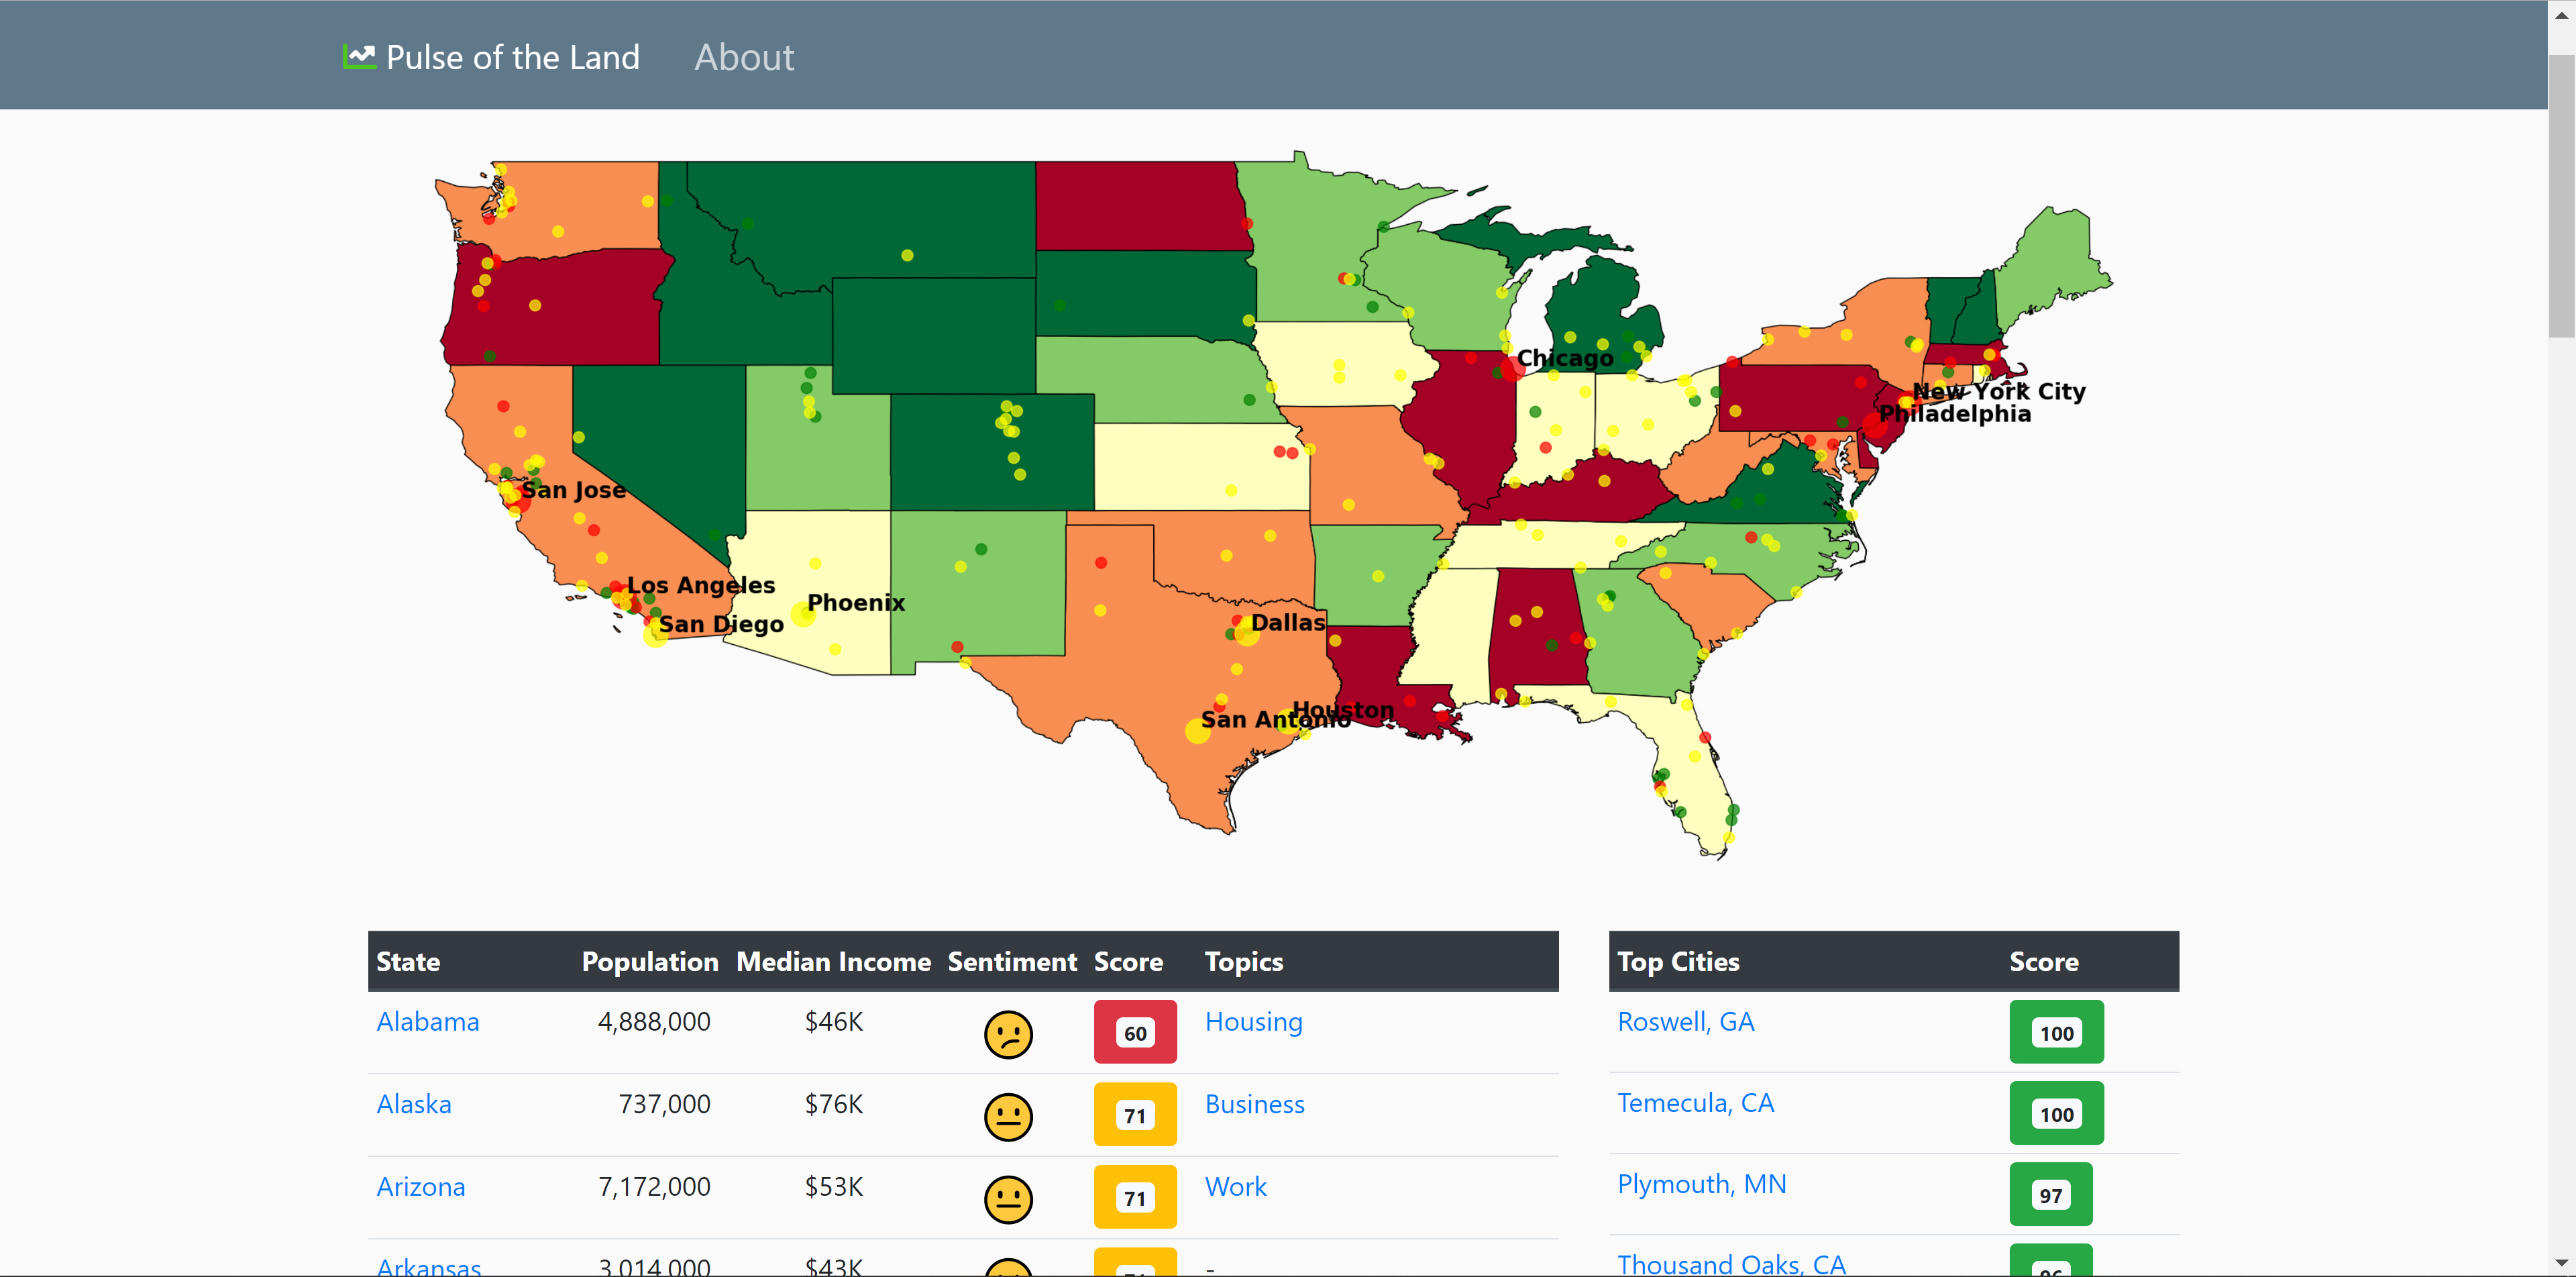 Pulse of the Land About
Chicago
New York City
Philadelphia
San Jose
Los Angeles
Phoenix
San Diego
Dallas
Houston
San Antonio
State Population Median Income Sentiment Score Topics
Alabama 4,888,000 $46K 60 Housing
Alaska 737,000 $76K 71 Business
Arizona 7,172,000 $53K 71 Work
Arkansas 3,014,000 $43K -
Top Cities Score
Roswell, GA 100
Temecula, CA 100
Plymouth, MN 97
Thousand Oaks, CA